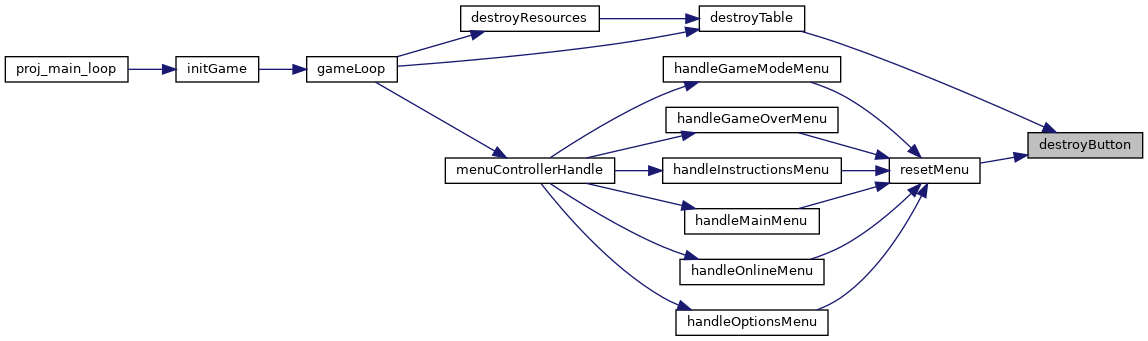 destroyResources
destroyTable
proj_main_loop
initGame
gameLoop
handleGameModeMenu
handleGameOverMenu
destroyButton
menuControllerHandle
handleInstructionsMenu
resetMenu
handleMainMenu
handleOnlineMenu
handleOptionsMenu